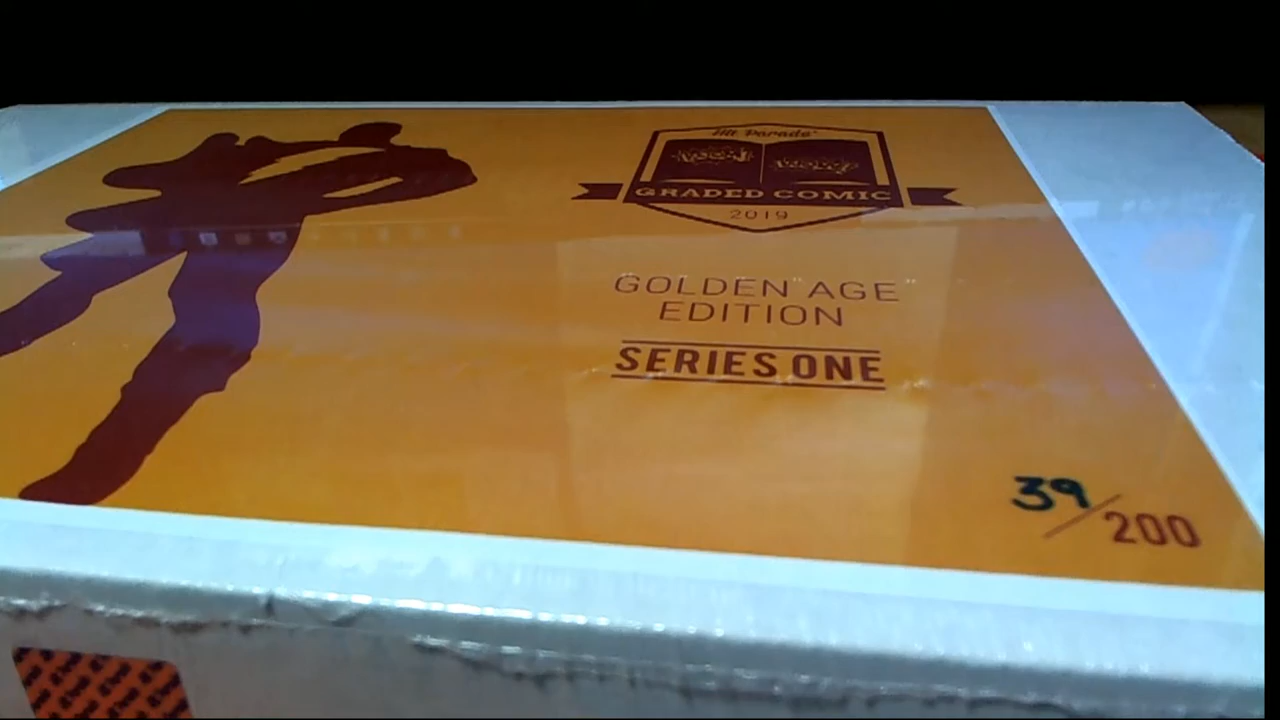 Hit Parade
GRADED COMIC
2019
GOLDEN AGE
EDITION
SERIES ONE
39/200